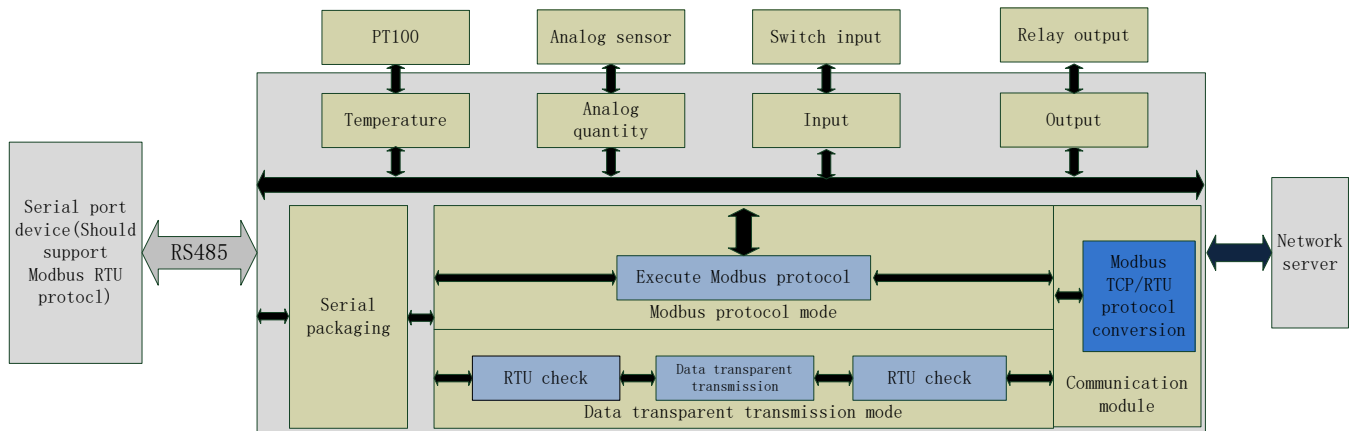 PT100
Analog sensor
Switch input
Relay output
Temperature
Analog
quantity
Input
Output
Serial port
device(Should
support
Modbus RTU
protocl)
RS485
Serial
packaging
Execute Modbus protocol
Modbus protocol mode
RTU check
Data transparent
transmission
RTU check
Data transparent transmission mode
Modbus
TCP/RTU
protocol
conversion
Communication
module
Network
server